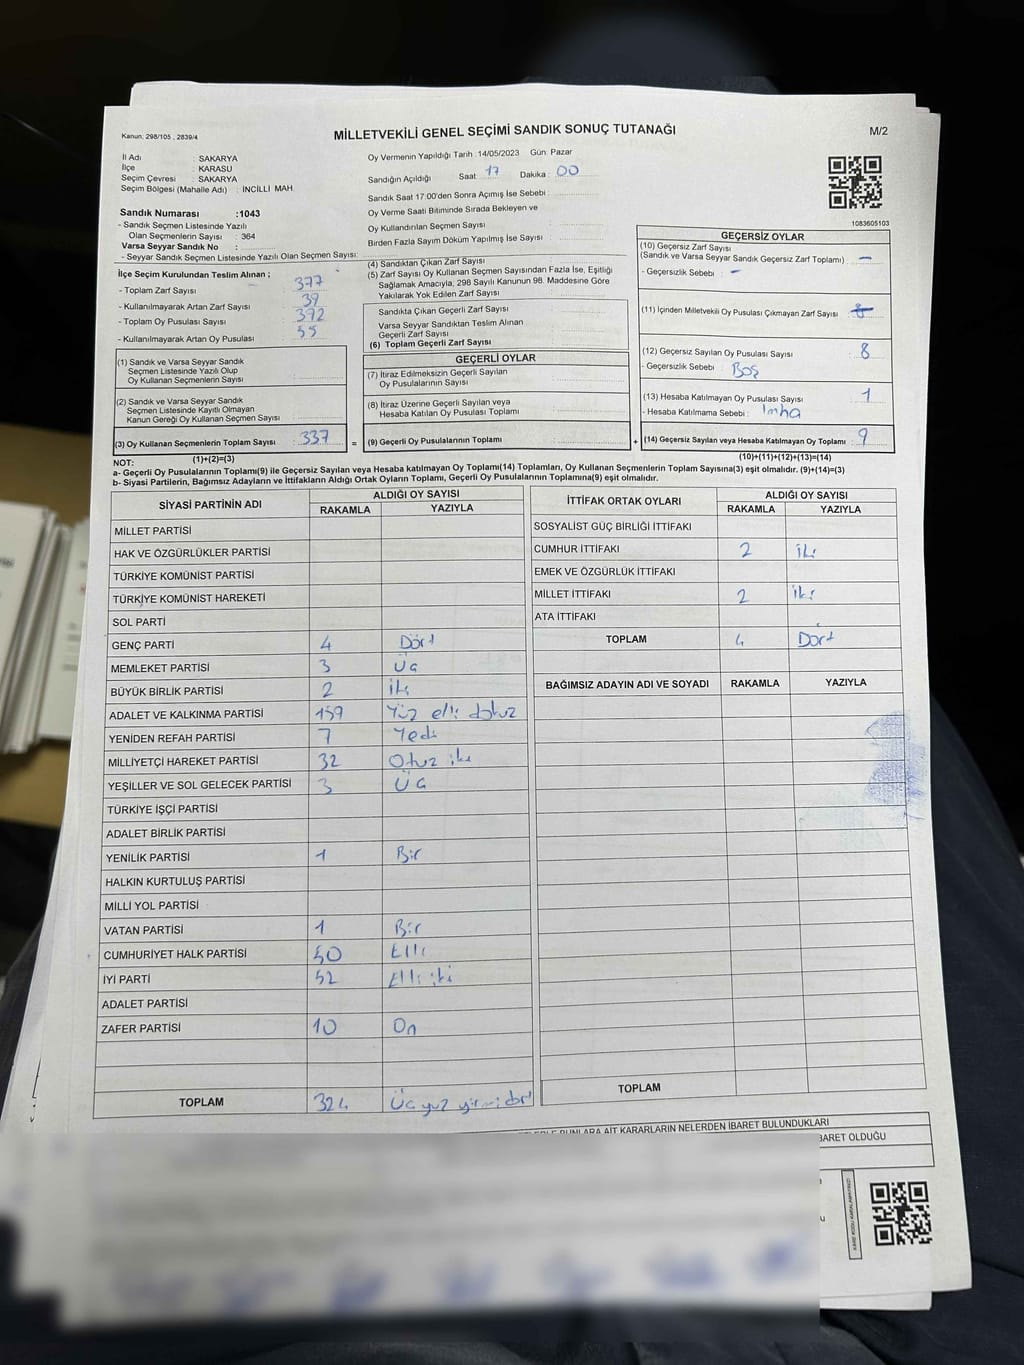 Kanun; 298/105 , 2839/4
MİLLETVEKİLİ GENEL SEÇİMİ SANDIK SONUÇ TUTANAĞI
M/2
İl Adı : SAKARYA
İlçe : KARASU
Seçim Çevresi : SAKARYA
Seçim Bölgesi (Mahalle Adı) : İNCİLLİ MAH.
Sandık Numarası :1043
- Sandık Seçmen Listesinde Yazılı
Olan Seçmenlerin Sayısı : 364
Varsa Seyyar Sandık No :
- Seyyar Sandık Seçmen Listesinde Yazılı Olan Seçmen Sayısı:
Oy Vermenin Yapıldığı Tarih : 14/05/2023 Gün: Pazar
Sandığın Açıldığı Saat : 17 Dakika : 00
Sandık Saat 17:00'den Sonra Açılmış İse Sebebi :
Oy Verme Saati Bitiminde Sırada Bekleyen ve
Oy Kullandırılan Seçmen Sayısı :
Birden Fazla Sayım Döküm Yapılmış İse Sayısı :
1083605103
İlçe Seçim Kurulundan Teslim Alınan ;
- Toplam Zarf Sayısı : 377
- Kullanılmayarak Artan Zarf Sayısı : 39
- Toplam Oy Pusulası Sayısı : 372
- Kullanılmayarak Artan Oy Pusulası : 55
(4) Sandıktan Çıkan Zarf Sayısı :
(5) Zarf Sayısı Oy Kullanan Seçmen Sayısından Fazla İse, Eşitliği
Sağlamak Amacıyla, 298 Sayılı Kanunun 98. Maddesine Göre
Yakılarak Yok Edilen Zarf Sayısı :
Sandıkta Çıkan Geçerli Zarf Sayısı :
Varsa Seyyar Sandıktan Teslim Alınan
Geçerli Zarf Sayısı :
(6) Toplam Geçerli Zarf Sayısı :
GEÇERSİZ OYLAR
(10) Geçersiz Zarf Sayısı
(Sandık ve Varsa Seyyar Sandık Geçersiz Zarf Toplamı) : -
- Geçersizlik Sebebi : -
(11) İçinden Milletvekili Oy Pusulası Çıkmayan Zarf Sayısı :
(12) Geçersiz Sayılan Oy Pusulası Sayısı : 8
- Geçersizlik Sebebi : Boş
(13) Hesaba Katılmayan Oy Pusulası Sayısı : 1
- Hesaba Katılmama Sebebi : İmha
(14) Geçersiz Sayılan veya Hesaba Katılmayan Oy Toplamı : 9
(10)+(11)+(12)+(13)=(14)
(1) Sandık ve Varsa Seyyar Sandık
Seçmen Listesinde Yazılı Olup
Oy Kullanan Seçmenlerin Sayısı :
(2) Sandık ve Varsa Seyyar Sandık
Seçmen Listesinde Kayıtlı Olmayan
Kanun Gereği Oy Kullanan Seçmen Sayısı :
(3) Oy Kullanan Seçmenlerin Toplam Sayısı : 337 =
(1)+(2)=(3)
GEÇERLİ OYLAR
(7) İtiraz Edilmeksizin Geçerli Sayılan
Oy Pusulalarının Sayısı :
(8) İtiraz Üzerine Geçerli Sayılan veya
Hesaba Katılan Oy Pusulası Toplamı :
(9) Geçerli Oy Pusulalarının Toplamı : +
NOT:
a- Geçerli Oy Pusulalarının Toplamı(9) ile Geçersiz Sayılan veya Hesaba katılmayan Oy Toplamı(14) Toplamları, Oy Kullanan Seçmenlerin Toplam Sayısına(3) eşit olmalıdır. (9)+(14)=(3)
b- Siyasi Partilerin, Bağımsız Adayların ve İttifakların Aldığı Ortak Oyların Toplamı, Geçerli Oy Pusulalarının Toplamına(9) eşit olmalıdır.
SİYASİ PARTİNİN ADI ALDIĞI OY SAYISI
RAKAMLA YAZIYLA
MİLLET PARTİSİ
HAK VE ÖZGÜRLÜKLER PARTİSİ
TÜRKİYE KOMÜNİST PARTİSİ
TÜRKİYE KOMÜNİST HAREKETİ
SOL PARTİ
GENÇ PARTİ 4 Dört
MEMLEKET PARTİSİ 3 Üç
BÜYÜK BİRLİK PARTİSİ 2 iki
ADALET VE KALKINMA PARTİSİ 159 Yüz elli dokuz
YENİDEN REFAH PARTİSİ 7 Yedi
MİLLİYETÇİ HAREKET PARTİSİ 32 Otuz iki
YEŞİLLER VE SOL GELECEK PARTİSİ 3 Üç
TÜRKİYE İŞÇİ PARTİSİ
ADALET BİRLİK PARTİSİ
YENİLİK PARTİSİ 1 Bir
HALKIN KURTULUŞ PARTİSİ
MİLLİ YOL PARTİSİ
VATAN PARTİSİ 1 Bir
CUMHURİYET HALK PARTİSİ 50 Elli
İYİ PARTİ 52 Elli iki
ADALET PARTİSİ
ZAFER PARTİSİ 10 On
TOPLAM 324 Üçyüz yirmi dört
İTTİFAK ORTAK OYLARI ALDIĞI OY SAYISI
RAKAMLA YAZIYLA
SOSYALİST GÜÇ BİRLİĞİ İTTİFAKI
CUMHUR İTTİFAKI 2 iki
EMEK VE ÖZGÜRLÜK İTTİFAKI
MİLLET İTTİFAKI 2 iki
ATA İTTİFAKI
TOPLAM 4 Dört
BAĞIMSIZ ADAYIN ADI VE SOYADI RAKAMLA YAZIYLA
TOPLAM
BUNLARA AİT KARARLARIN NELERDEN İBARET BULUNDUKLARI
İBARET OLDUĞU